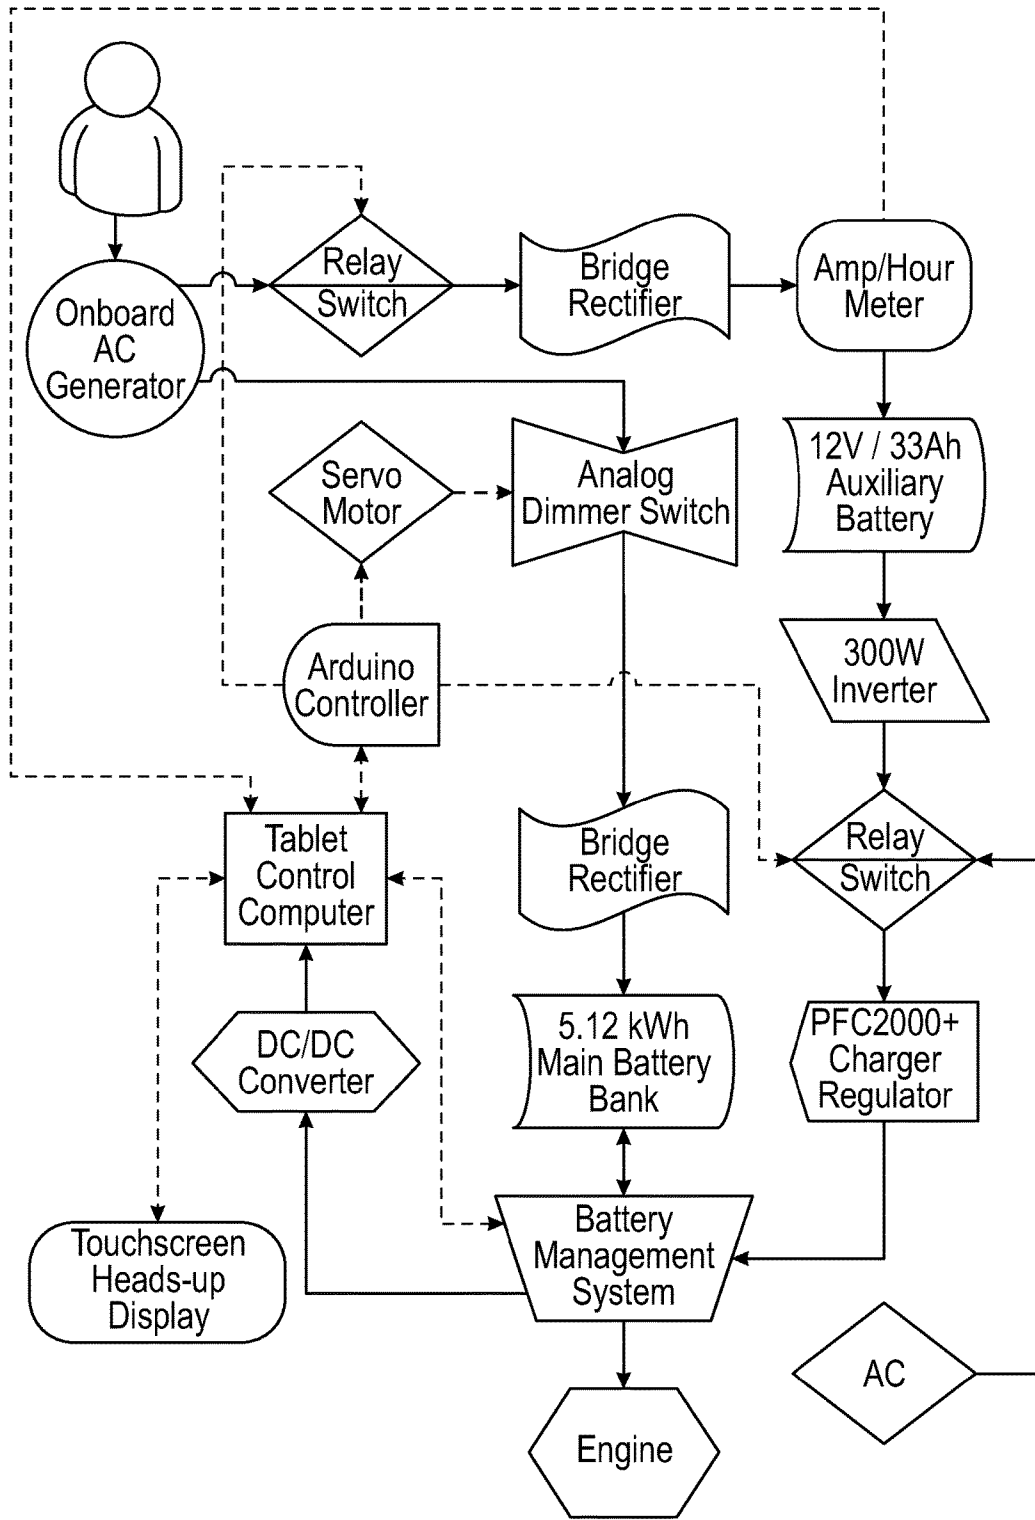 Onboard
AC
Generator
Relay
Switch
Bridge
Rectifier
Amp/Hour
Meter
Servo
Motor
Analog
Dimmer Switch
12V / 33Ah
Auxiliary
Battery
Arduino
Controller
300W
Inverter
Tablet
Control
Computer
Bridge
Rectifier
Relay
Switch
DC/DC
Converter
5.12 kWh
Main Battery
Bank
PFC2000+
Charger
Regulator
Touchscreen
Heads-up
Display
Battery
Management
System
AC
Engine